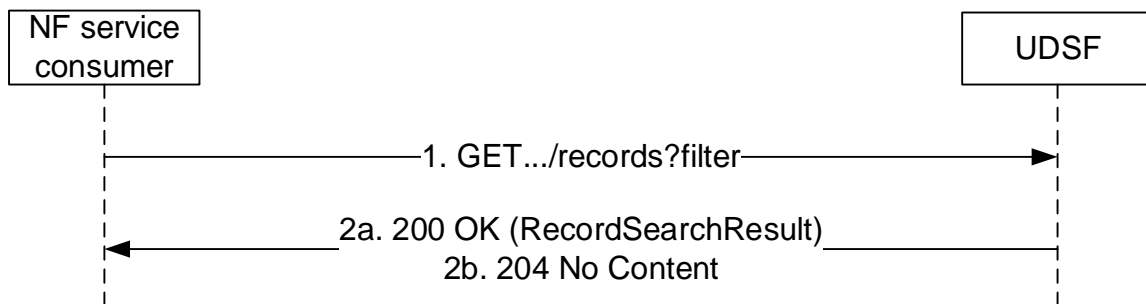 NF service
consumer
UDSF
1. GET.../records?filter
2a. 200 OK (RecordSearchResult)
2b. 204 No Content